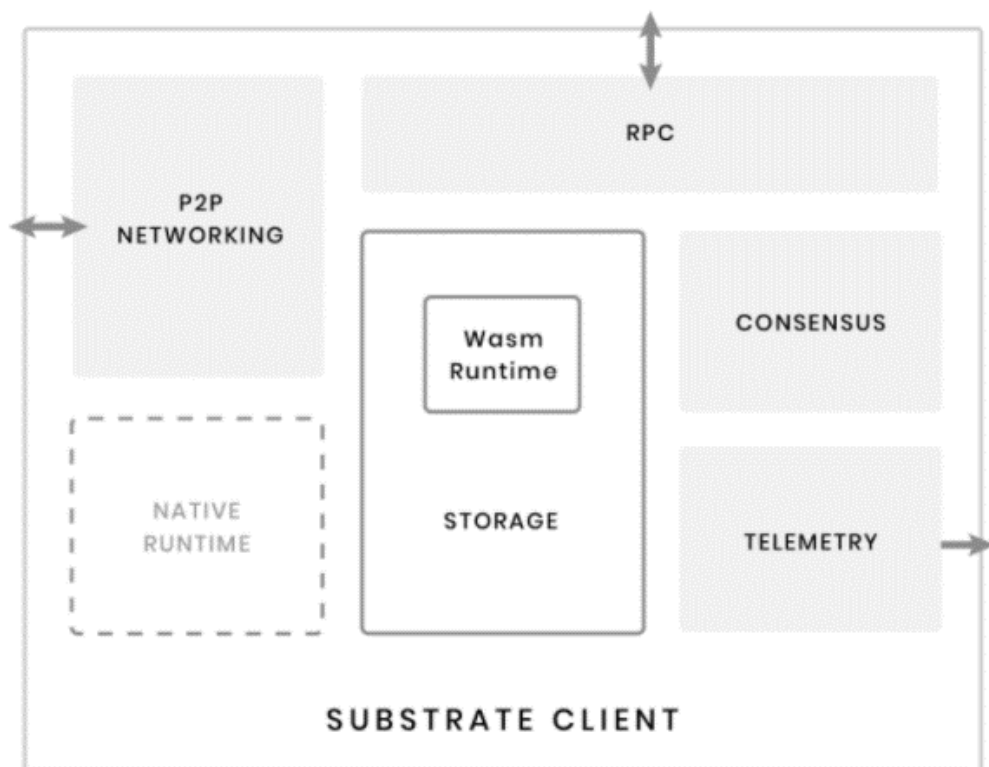 RPC
P2P
NETWORKING
Wasm
Runtime
CONSENSUS
NATIVE
RUNTIME
STORAGE
TELEMETRY
SUBSTRATE CLIENT